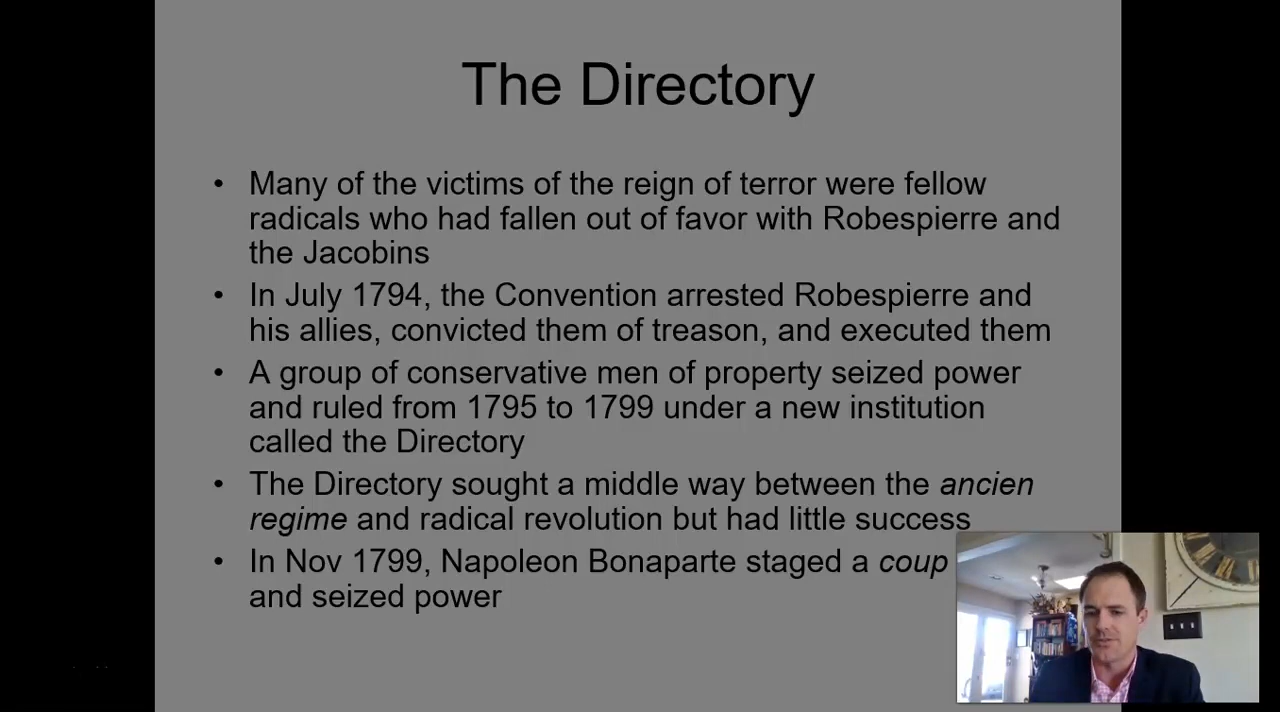 The Directory
• Many of the victims of the reign of terror were fellow
radicals who had fallen out of favor with Robespierre and
the Jacobins
• In July 1794, the Convention arrested Robespierre and
his allies, convicted them of treason, and executed them
• A group of conservative men of property seized power
and ruled from 1795 to 1799 under a new institution
called the Directory
• The Directory sought a middle way between the ancien
regime and radical revolution but had little success
• In Nov 1799, Napoleon Bonaparte staged a coup
and seized power